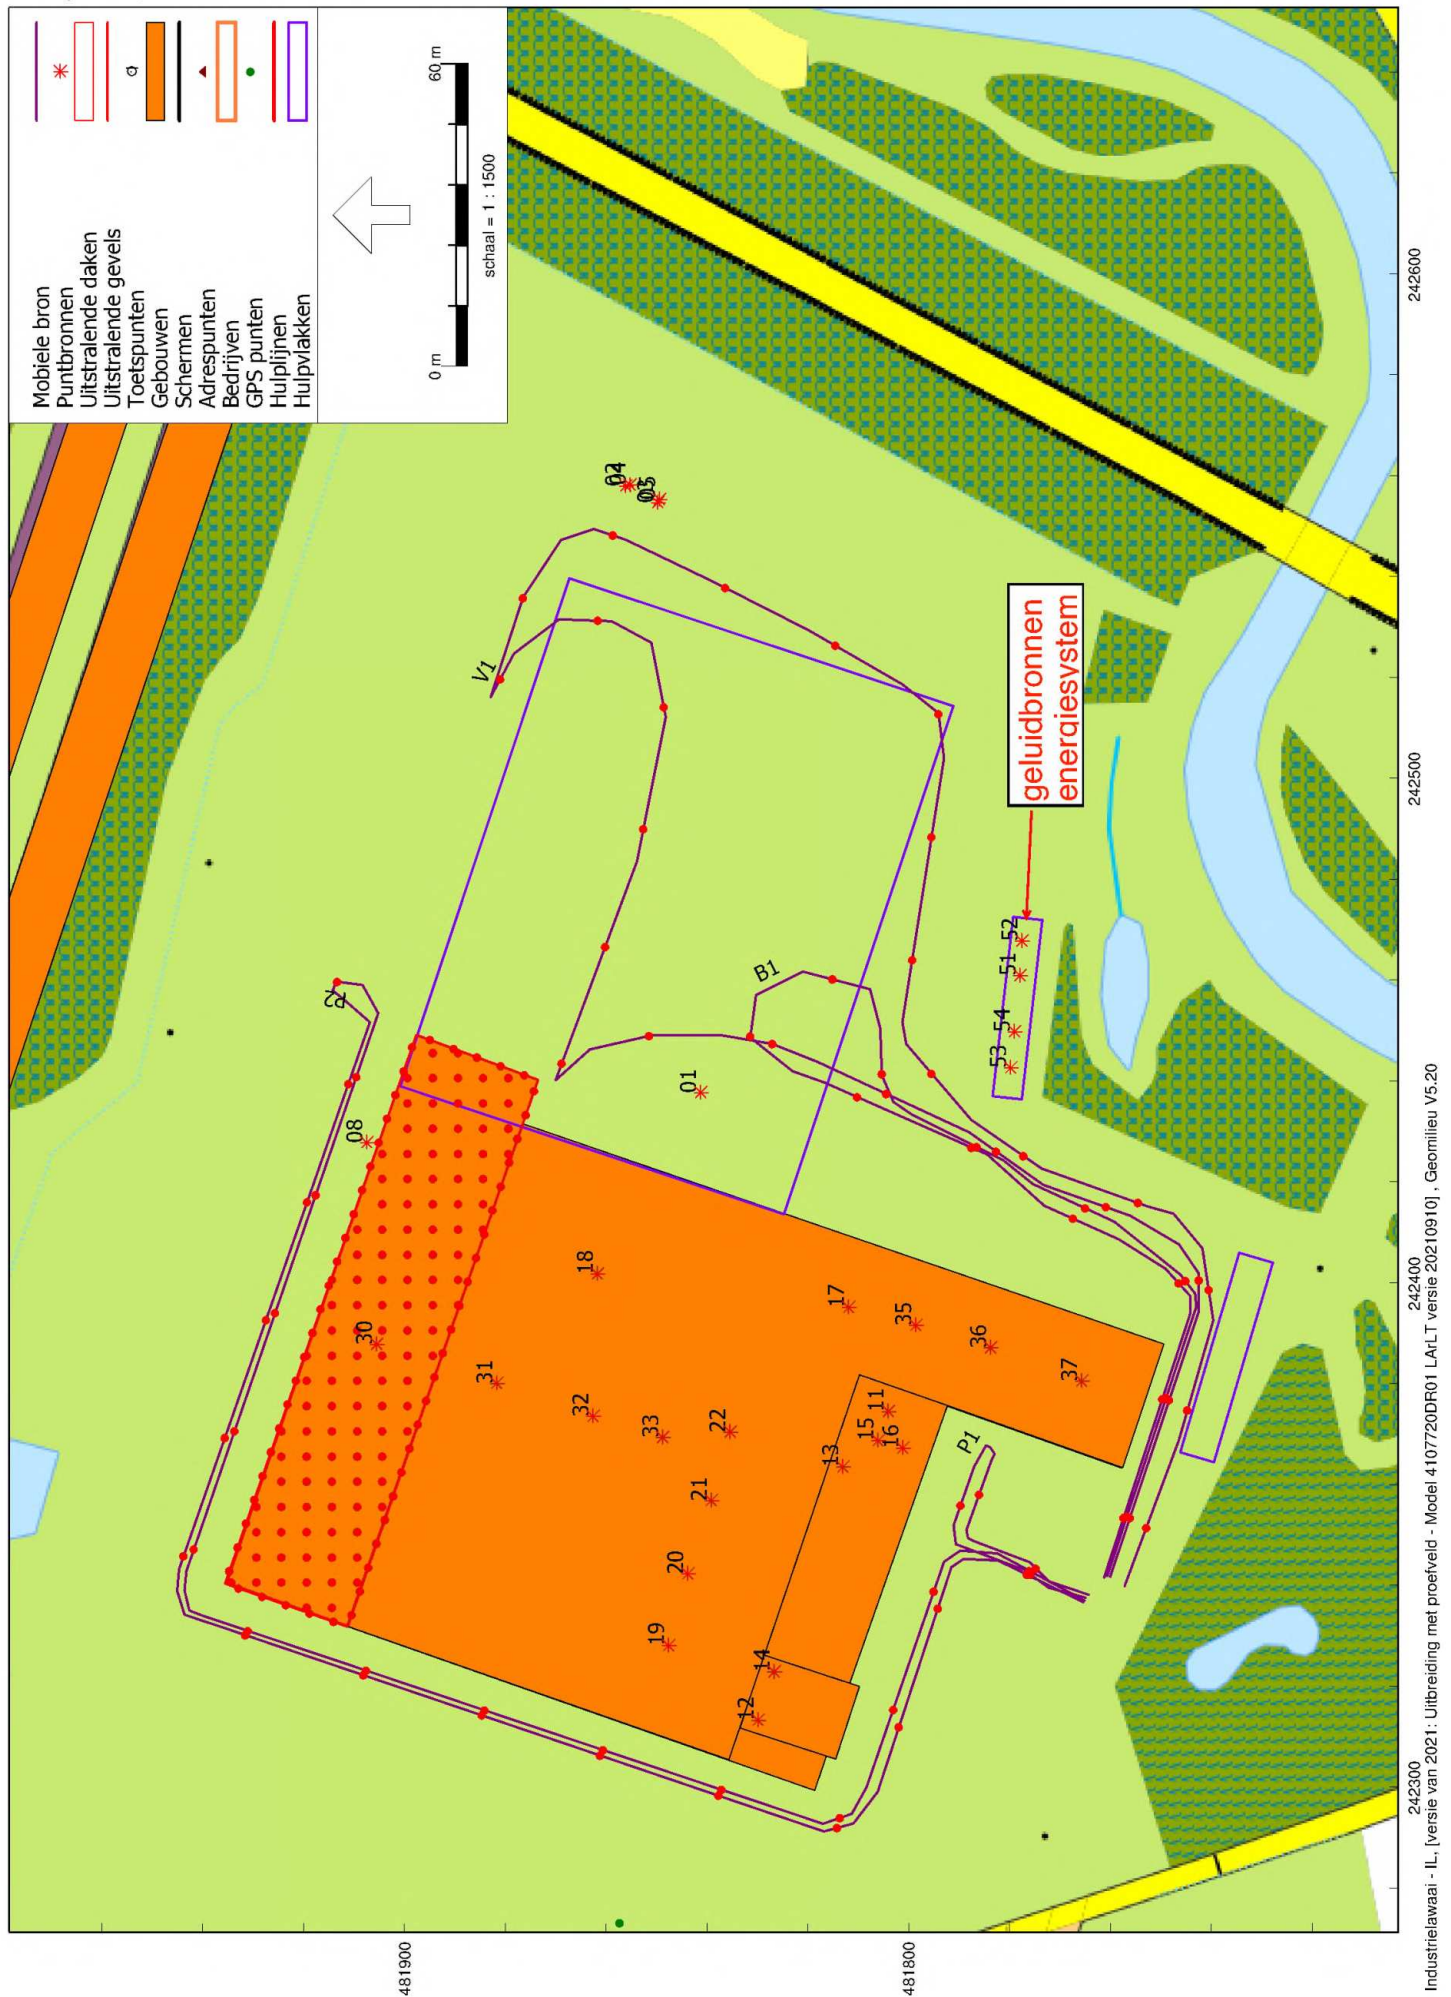 Mobiele bron
Puntbronnen
Uitstralende daken
Uitstralende gevels
Toetspunten
Gebouwen
Schermen
Adrespunten
Bedrijven
GPS punten
Hulplijnen
Hulpvlakken
0 m
60 m
schaal = 1 : 1500
V1
B1
P1
01
08
18
17
35
36
37
30
31
32
33
22
21
20
19
13
15
11
16
14
12
53
54
51
52
geluidbronnen
energiesysteem
242600
242500
242400
242300
481900
481800
Industrielawaai - IL, [versie van 2021: Uitbreiding met proefveld - Model 4107720DR01 LArLT versie 20210910] , Geomilieu V5.20